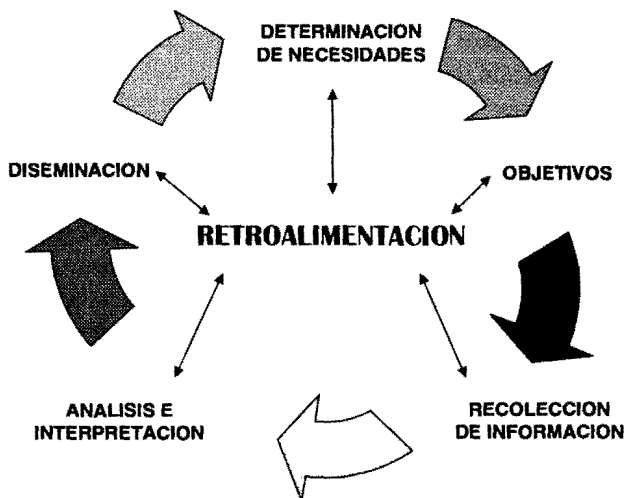 DETERMINACION
DE NECESIDADES
DISEMINACION
OBJETIVOS
RETROALIMENTACION
ANALISIS E
INTERPRETACION
RECOLECCION
DE INFORMACION